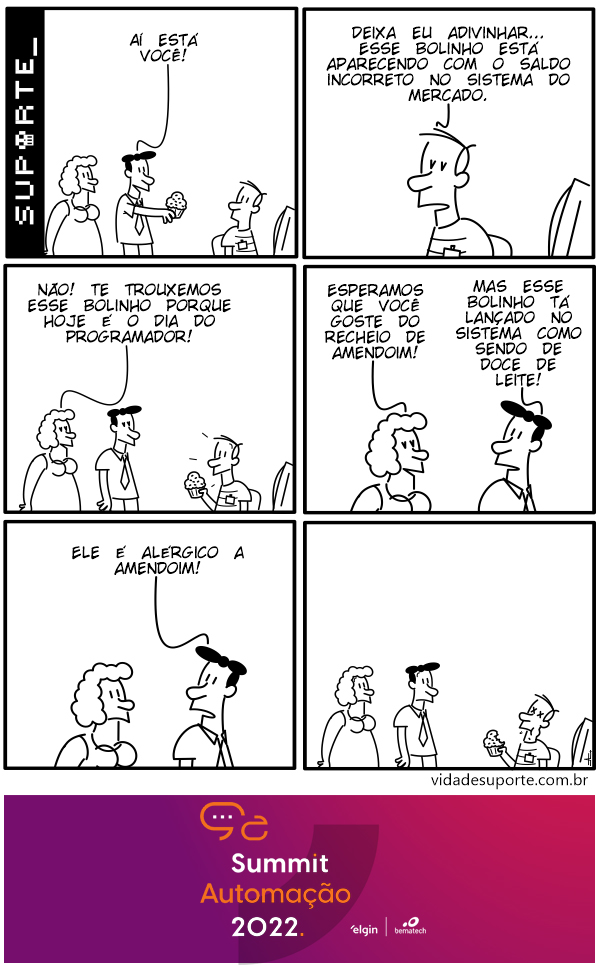 SUPORTE_
AÍ ESTÁ
VOCÊ!
DEIXA EU ADIVINHAR...
ESSE BOLINHO ESTÁ
APARECENDO COM O SALDO
INCORRETO NO SISTEMA DO
MERCADO.
NÃO! TE TROUXEMOS
ESSE BOLINHO PORQUE
HOJE É O DIA DO
PROGRAMADOR!
ESPERAMOS
QUE VOCÊ
GOSTE DO
RECHEIO DE
AMENDOIM!
MAS ESSE
BOLINHO TÁ
LANÇADO NO
SISTEMA COMO
SENDO DE
DOCE DE
LEITE!
ELE É ALÉRGICO A
AMENDOIM!
vidadesuporte.com.br
Summit
Automação
2022.
elgin
bematech